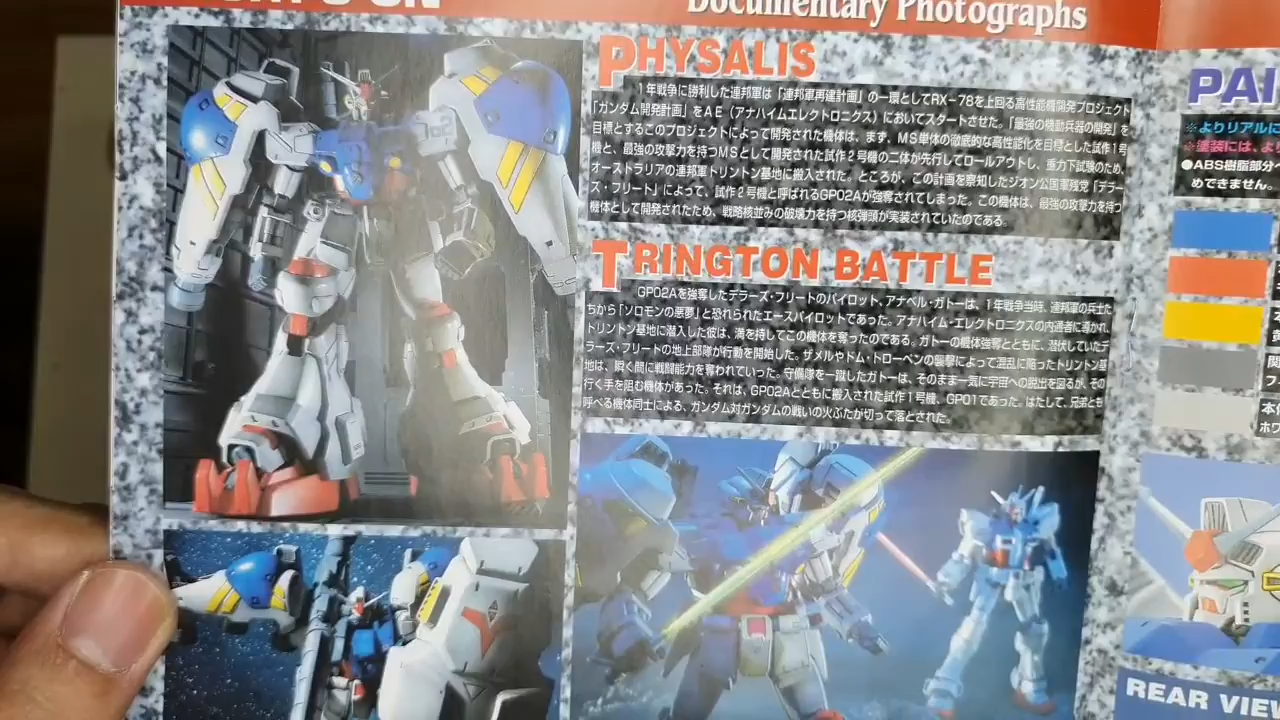 Documentary Photographs
PHYSALIS
1年戦争に勝利した連邦軍は「連邦軍再建計画」の一環としてRX-78を上回る高性能機開発プロジェクト
「ガンダム開発計画」をAE（アナハイムエレクトロニクス）においてスタートさせた。「最強の機動兵器の開発」を
目標とするこのプロジェクトによって開発された機体は、まず、MS単体の徹底的な高性能化を目標とした試作1号
機と、最強の攻撃力を持つMSとして開発された試作2号機の二体が先行してロールアウトし、重力下試験のため、
オーストラリアの連邦軍トリントン基地に搬入された。ところが、この計画を察知したジオン公国軍残党「デラー
ズ・フリート」によって、試作2号機と呼ばれるGP02Aが強奪されてしまった。この機体は、最強の攻撃力を持つ
機体として開発されたため、戦略核並みの破壊力を持つ核弾頭が実装されていたのである。
TRINGTON BATTLE
GP02Aを強奪したデラーズ・フリートのパイロット、アナベル・ガトーは、1年戦争当時、連邦軍の兵士た
ちから「ソロモンの悪夢」と恐れられたエースパイロットであった。アナハイム・エレクトロニクスの内通者に導かれ、
トリントン基地に潜入した彼は、満を持してこの機体を奪ったのである。ガトーの機体強奪とともに、潜伏していたデ
ラーズ・フリートの地上部隊が行動を開始した。ザメルやドム・トローペンの襲撃によって混乱に陥ったトリントン基
地は、瞬く間に戦闘能力を奪われていった。守備隊を一蹴したガトーは、そのまま一気に宇宙への脱出を図るが、その
行く手を阻む機体があった。それは、GP02Aとともに搬入された試作1号機、GP01であった。はたして、兄弟とも
呼べる機体同士による、ガンダム対ガンダムの戦いの火ぶたが切って落とされた。
PAI
※よりリアルに
※塗装には、より
●ABS樹脂部分
めできません。
REAR VIEW